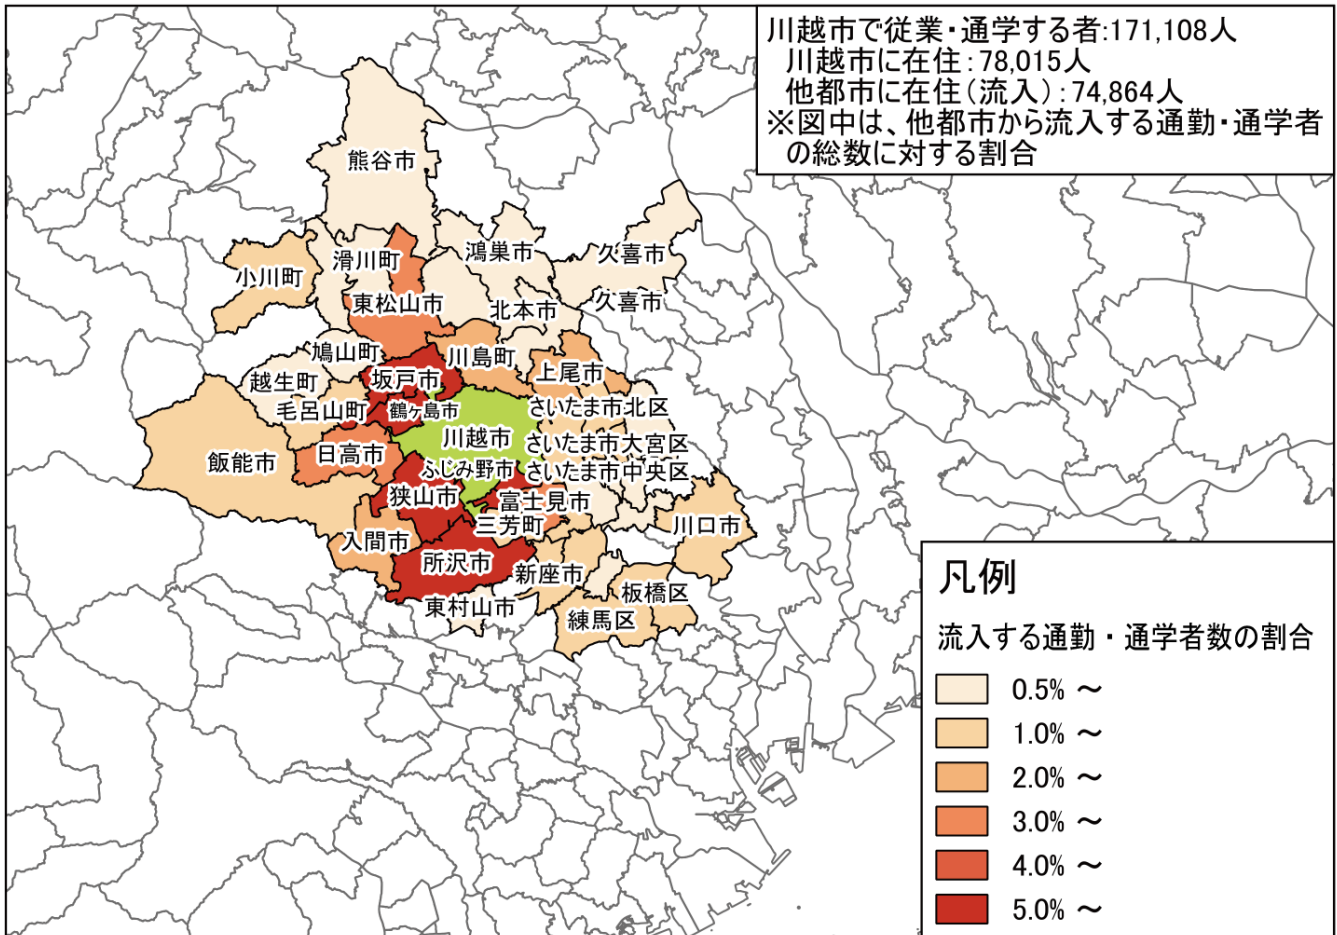 川越市で従業・通学する者:171,108人
川越市に在住:78,015人
他都市に在住(流入):74,864人
※図中は、他都市から流入する通勤・通学者
の総数に対する割合
熊谷市
滑川町
鴻巣市
久喜市
小川町
東松山市
北本市
久喜市
鳩山町
川島町
越生町
坂戸市
上尾市
毛呂山町
鶴ヶ島市
さいたま市北区
川越市
さいたま市大宮区
飯能市
日高市
ふじみ野市
さいたま市中央区
狭山市
富士見市
三芳町
川口市
入間市
所沢市
新座市
板橋区
東村山市
練馬区
凡例
流入する通勤・通学者数の割合
0.5% ～
1.0% ～
2.0% ～
3.0% ～
4.0% ～
5.0% ～